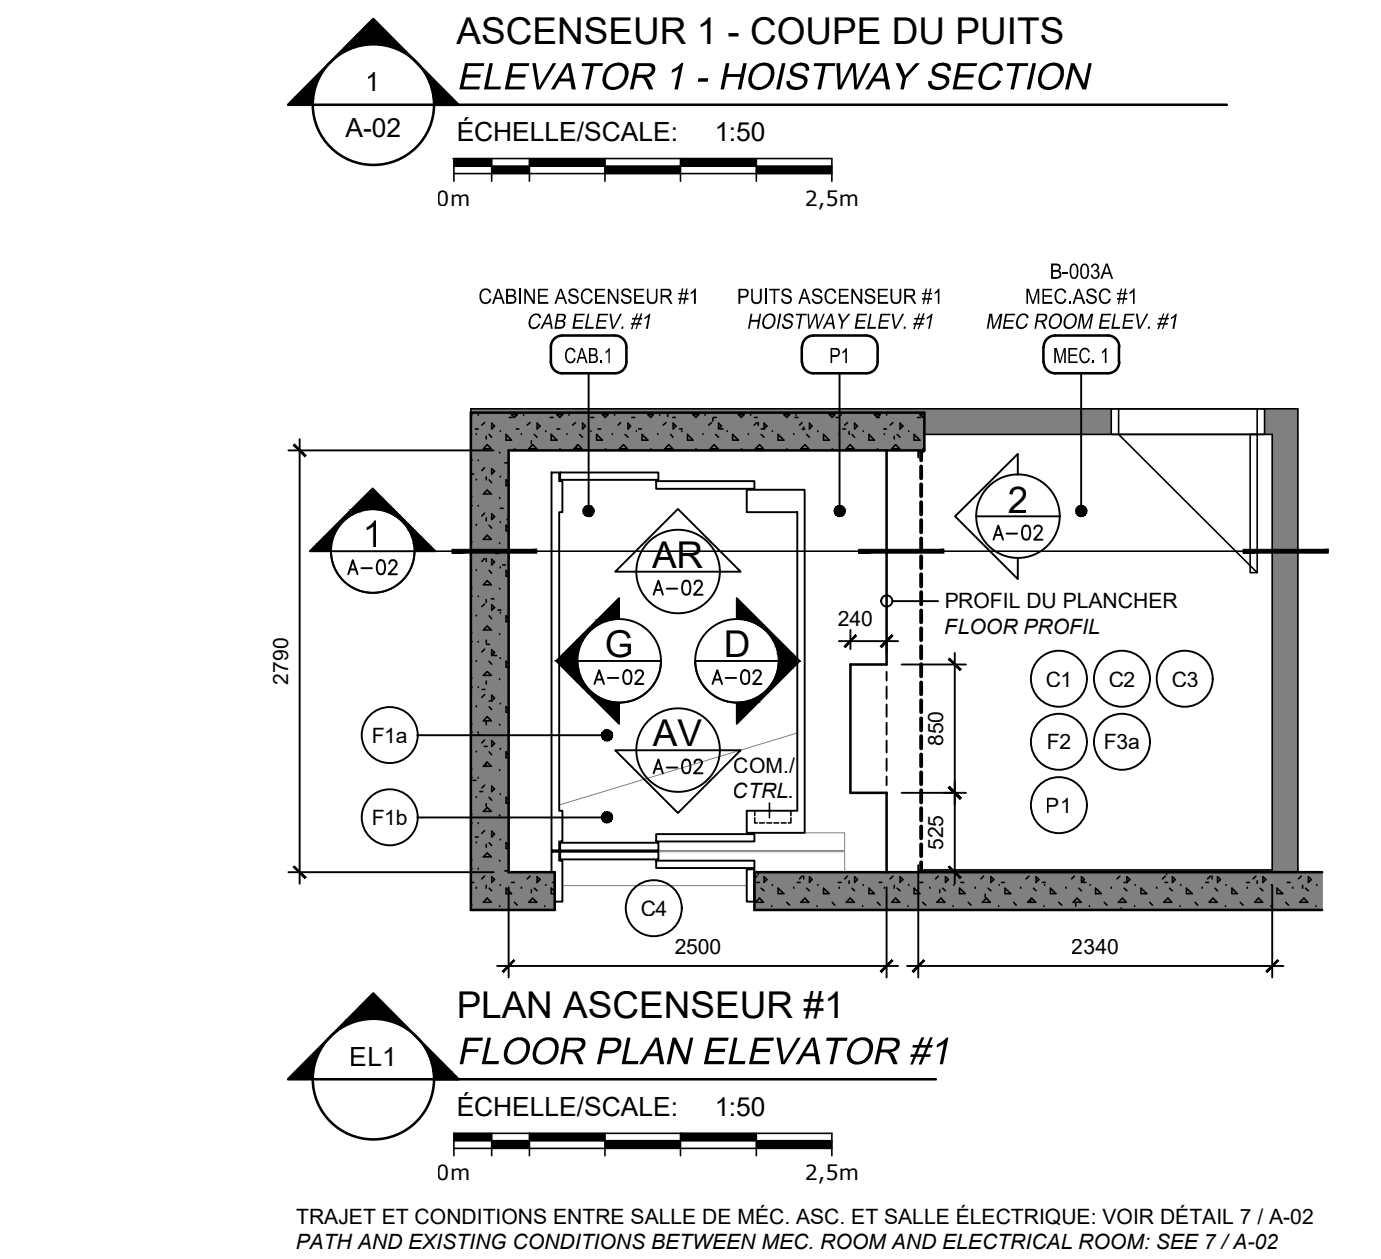 ASCENSEUR 1 - COUPE DU PUITS
ELEVATOR 1 - HOISTWAY SECTION
1
A-02
ÉCHELLE/SCALE: 1:50
0m 2,5m
B-003A
CABINE ASCENSEUR #1 PUITS ASCENSEUR #1 MEC.ASC #1
CAB ELEV. #1 HOISTWAY ELEV. #1 MEC ROOM ELEV. #1
CAB.1 P1 MEC. 1
1
A-02
2
A-02
AR
A-02
PROFIL DU PLANCHER
FLOOR PROFIL
240
2790
G
A-02
D
A-02
C1 C2 C3
F1a
AV
A-02
COM./
CTRL.
850
F2 F3a
F1b
P1
525
C4
2500 2340
PLAN ASCENSEUR #1
FLOOR PLAN ELEVATOR #1
EL1
ÉCHELLE/SCALE: 1:50
0m 2,5m
TRAJET ET CONDITIONS ENTRE SALLE DE MÉC. ASC. ET SALLE ÉLECTRIQUE: VOIR DÉTAIL 7 / A-02
PATH AND EXISTING CONDITIONS BETWEEN MEC. ROOM AND ELECTRICAL ROOM: SEE 7 / A-02